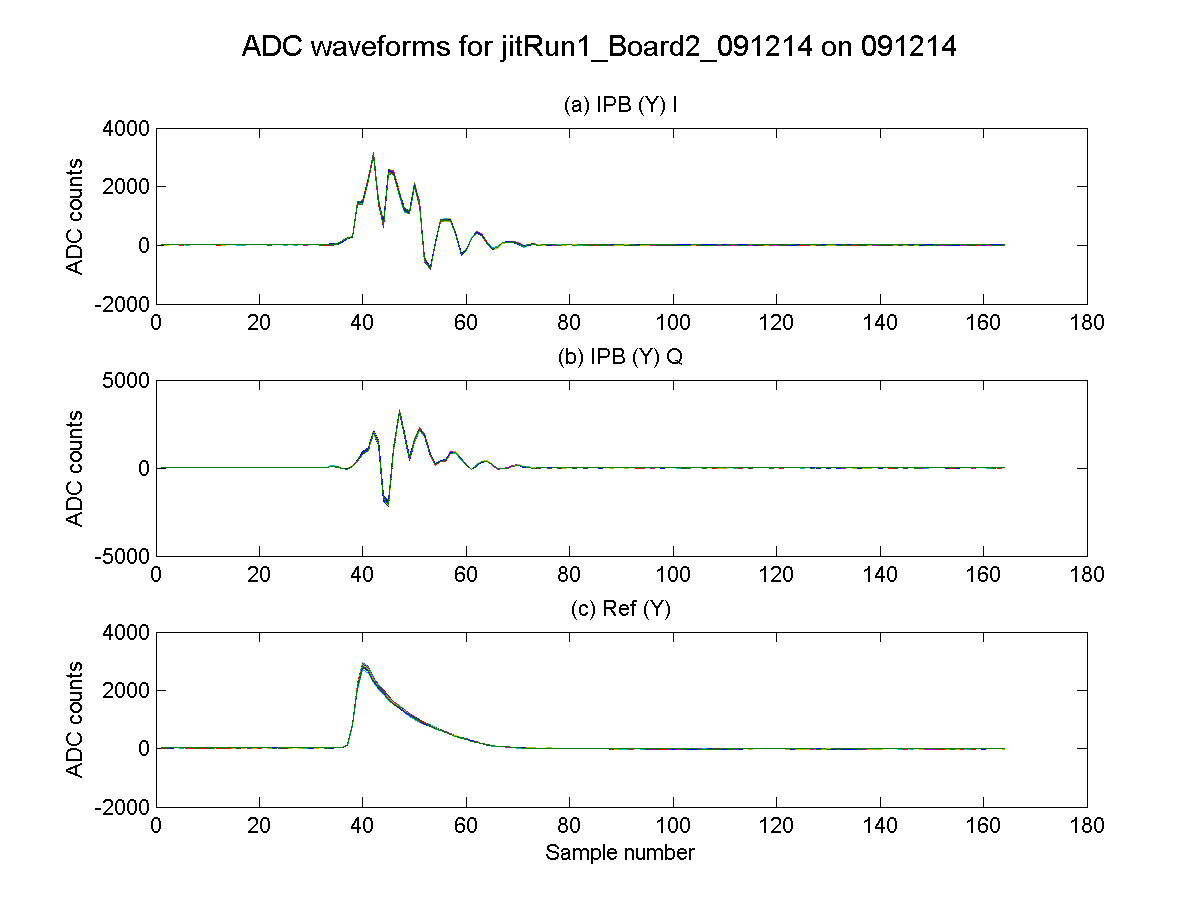 ADC waveforms for jitRun1_Board2_091214 on 091214
(a) IPB (Y) I
4000
2000
0
-2000
ADC counts
0 20 40 60 80 100 120 140 160 180
(b) IPB (Y) Q
5000
0
-5000
ADC counts
0 20 40 60 80 100 120 140 160 180
(c) Ref (Y)
4000
2000
0
-2000
ADC counts
0 20 40 60 80 100 120 140 160 180
Sample number